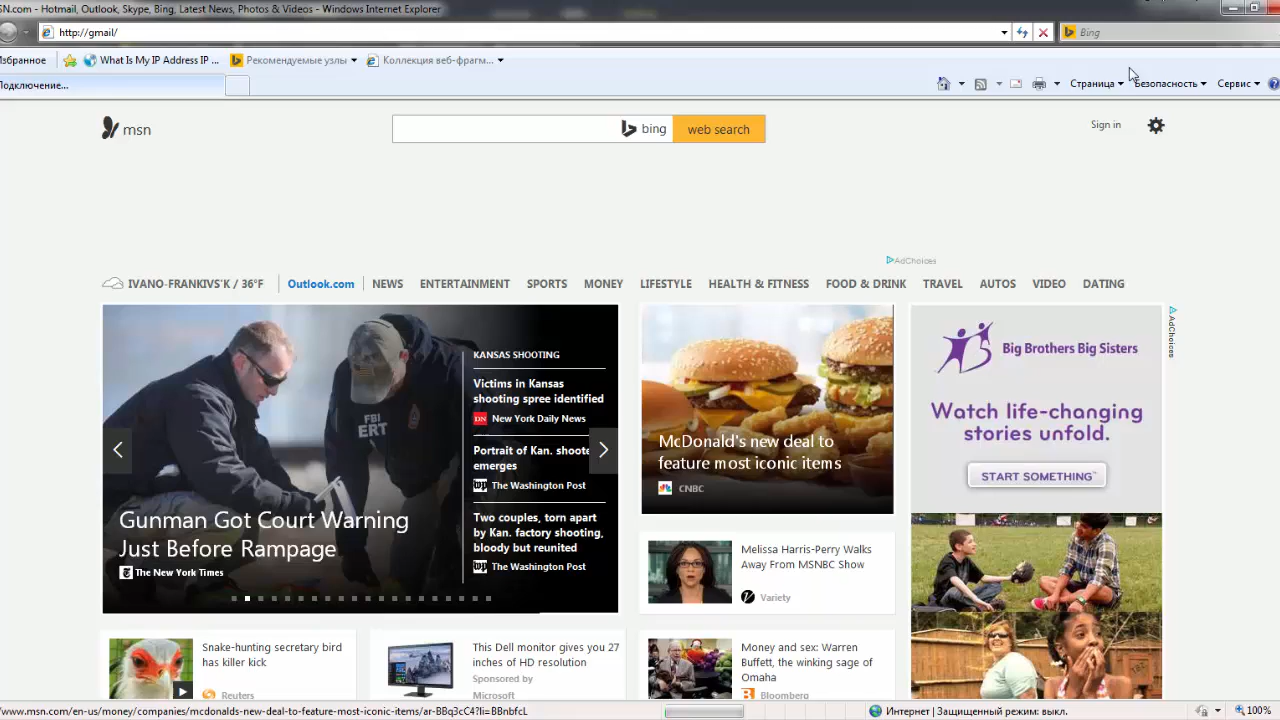 SN.com - Hotmail, Outlook, Skype, Bing, Latest News, Photos & Videos - Windows Internet Explorer
http://gmail/
Bing
Избранное
What Is My IP Address IP ...
Рекомендуемые узлы
Коллекция веб-фрагм...
Подключение...
Страница
Безопасность
Сервис
msn
bing
web search
Sign in
AdChoices
IVANO-FRANKIVS'K / 36°F
Outlook.com
NEWS
ENTERTAINMENT
SPORTS
MONEY
LIFESTYLE
HEALTH & FITNESS
FOOD & DRINK
TRAVEL
AUTOS
VIDEO
DATING
FBI
ERT
Gunman Got Court Warning
Just Before Rampage
The New York Times
KANSAS SHOOTING
Victims in Kansas
shooting spree identified
DN New York Daily News
Portrait of Kan. shoote
emerges
The Washington Post
Two couples, torn apart
by Kan. factory shooting,
bloody but reunited
The Washington Post
McDonald's new deal to
feature most iconic items
CNBC
Melissa Harris-Perry Walks
Away From MSNBC Show
Variety
Big Brothers Big Sisters
Watch life-changing
stories unfold.
START SOMETHING™
AdChoices
Snake-hunting secretary bird
has killer kick
Reuters
This Dell monitor gives you 27
inches of HD resolution
Sponsored by
Microsoft
Money and sex: Warren
Buffett, the winking sage of
Omaha
Bloomberg
www.msn.com/en-us/money/companies/mcdonalds-new-deal-to-feature-most-iconic-items/ar-BBq3cC4?li=BBnbfcL
Интернет | Защищенный режим: выкл.
100%